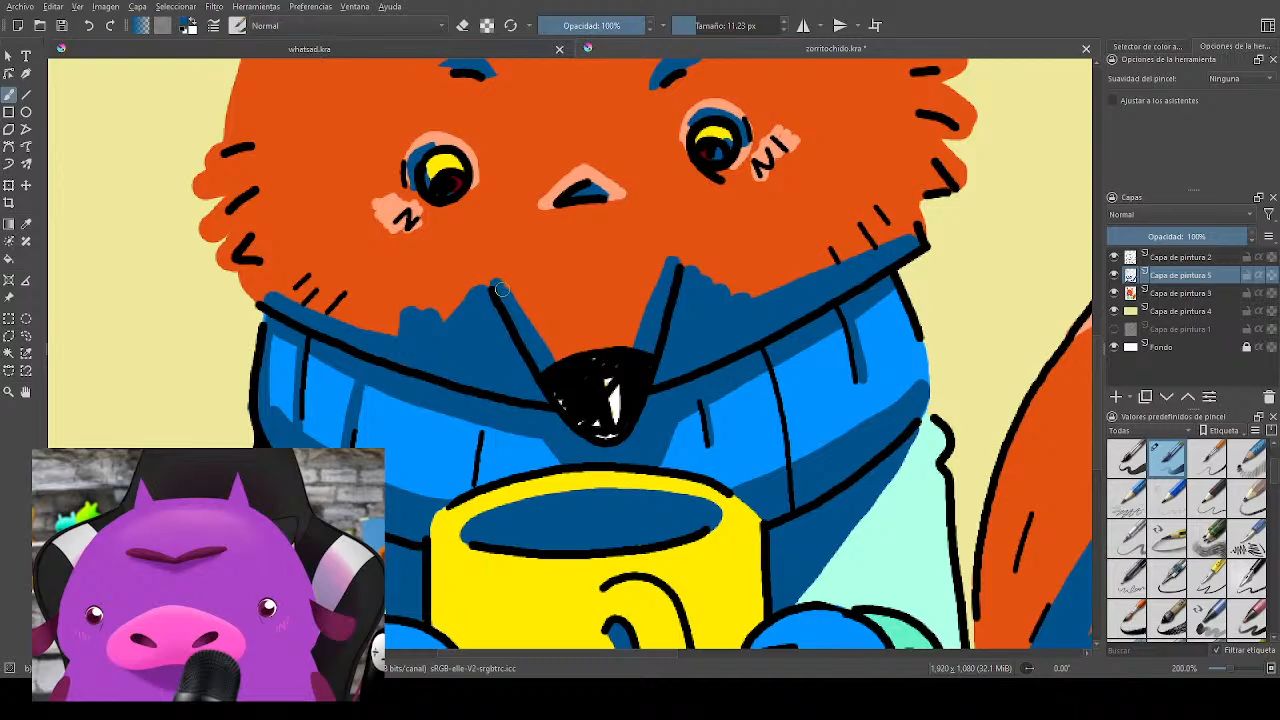 Archivo Editar Ver Imagen Capa Seleccionar Filtro Herramientas Preferencias Ventana Ayuda
Normal Opacidad: 100% Tamaño: 11.23 px
whatsad.kra zorritochido.kra *
Selector de color a... Opciones de la her...
Opciones de la herramienta
Suavidad del pincel: Ninguna
Ajustar a los asistentes
Capas
Normal
Opacidad: 100%
Capa de pintura 2
Capa de pintura 5
Capa de pintura 3
Capa de pintura 4
Capa de pintura 1
Fondo
Valores predefinidos de pincel
Todas Etiqueta
Buscar Filtrar etiqueta
bits/canal) sRGB-elle-V2-srgbtrc.icc 1,920 x 1,080 (32.1 MiB) 0.00° 200.0%